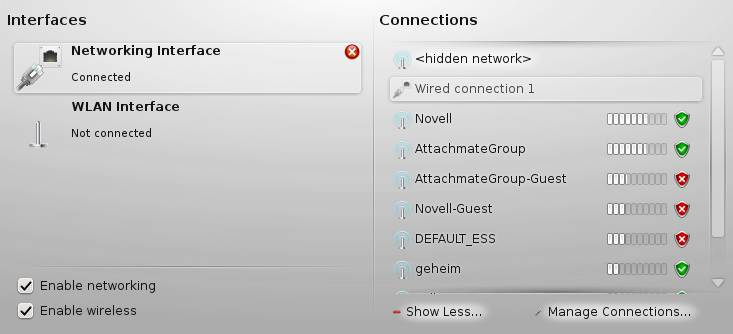 Interfaces
Networking Interface
Connected
WLAN Interface
Not connected
Enable networking
Enable wireless
Connections
<hidden network>
Wired connection 1
Novell
AttachmateGroup
AttachmateGroup-Guest
Novell-Guest
DEFAULT_ESS
geheim
Show Less...
Manage Connections...